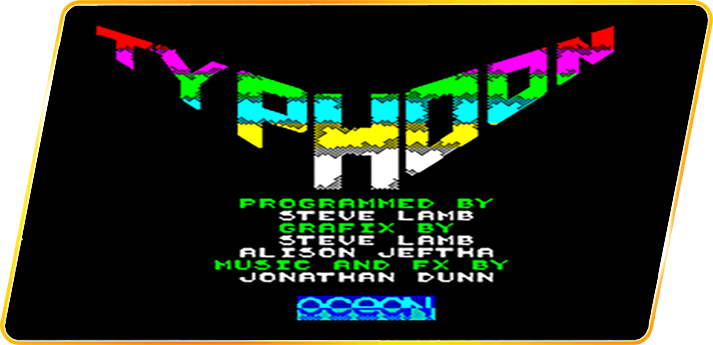 TYPHOON
PROGRAMMED BY
STEVE LAMB
GRAFIX BY
STEVE LAMB
ALISON JEFTHA
MUSIC AND FX BY
JONATHAN DUNN
ocean